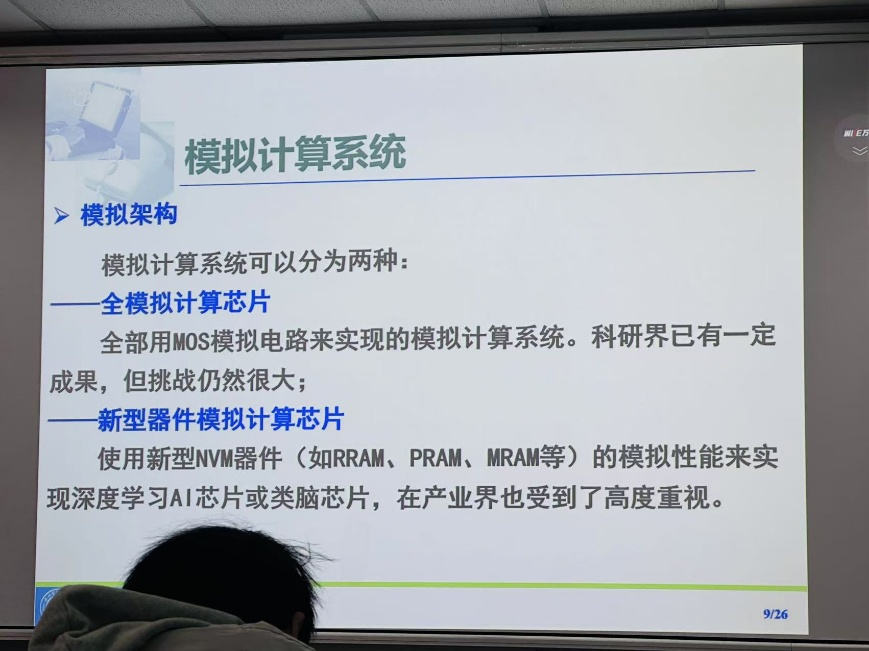 模拟计算系统
➢ 模拟架构
模拟计算系统可以分为两种：
——全模拟计算芯片
全部用MOS模拟电路来实现的模拟计算系统。科研界已有一定
成果，但挑战仍然很大；
——新型器件模拟计算芯片
使用新型NVM器件（如RRAM、PRAM、MRAM等）的模拟性能来实
现深度学习AI芯片或类脑芯片，在产业界也受到了高度重视。
9/26